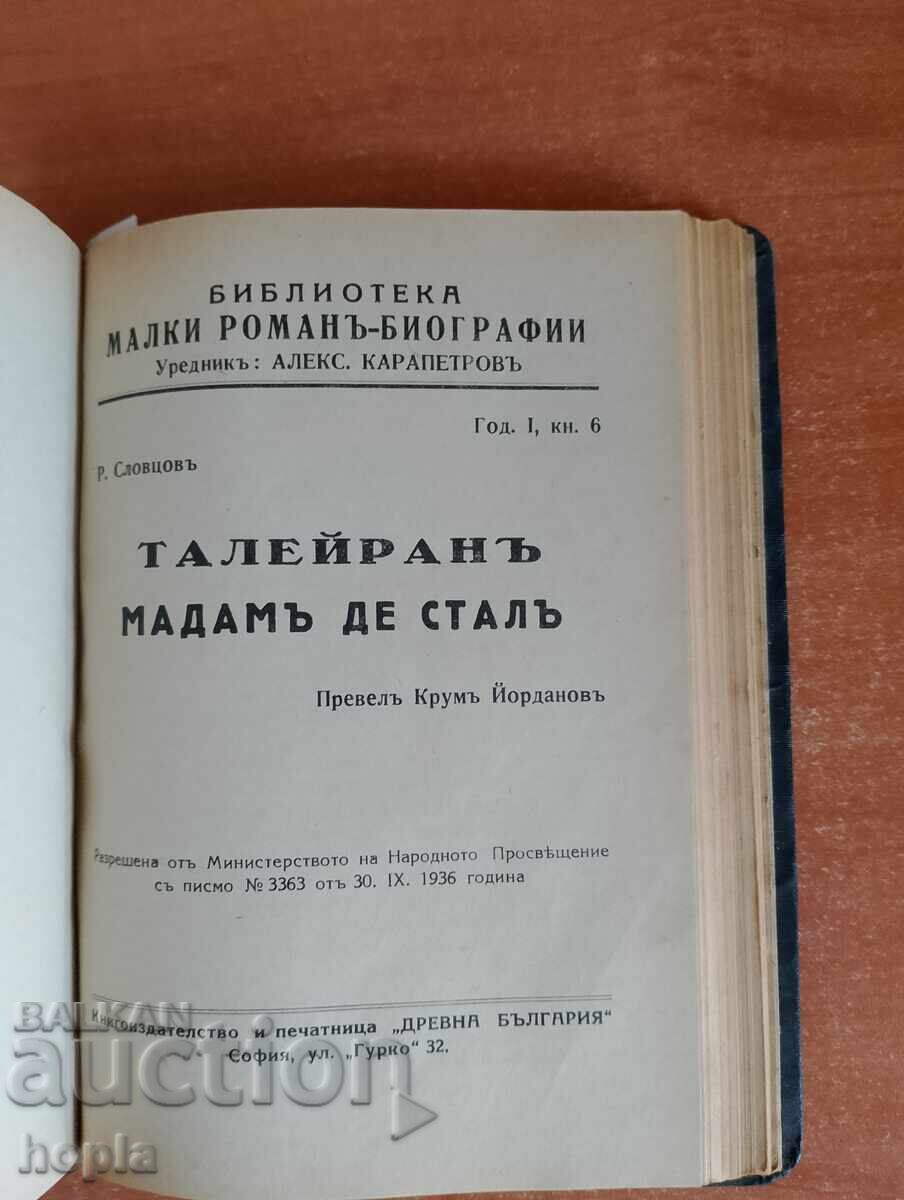 БИБЛИОТЕКА
МАЛКИ РОМАНЪ-БИОГРАФИИ
Уредникъ: АЛЕКС. КАРАПЕТРОВЪ
Год. I, кн. 6
Р. Словцовъ
ТАЛЕЙРАНЪ
МАДАМЪ ДЕ СТАЛЪ
Превелъ Крумъ Йордановъ
Разрешена отъ Министерството на Народното Просвѣщение
съ писмо № 3363 отъ 30. IX. 1936 година
Книгоиздателство и печатница „ДРЕВНА БЪЛГАРИЯ"
София, ул. „Гурко" 32.
BALKAN
auction
hopla